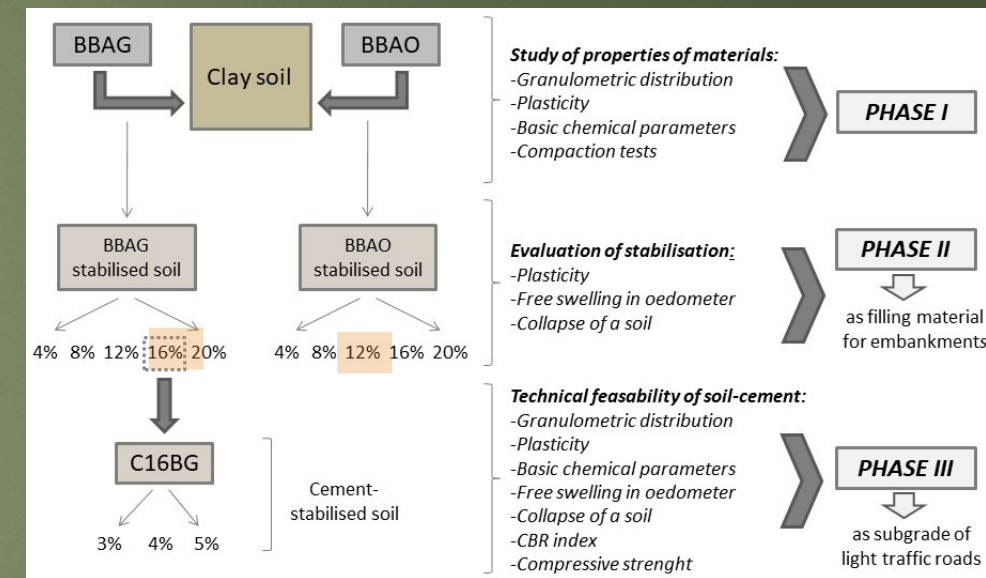 BBAG
Clay soil
BBAO
Study of properties of materials:
-Granulometric distribution
-Plasticity
-Basic chemical parameters
-Compaction tests
PHASE I
BBAG
stabilised soil
BBAO
stabilised soil
4% 8% 12% 16% 20%
4% 8% 12% 16% 20%
Evaluation of stabilisation:
-Plasticity
-Free swelling in oedometer
-Collapse of a soil
PHASE II
as filling material
for embankments
C16BG
3% 4% 5%
Cement-
stabilised soil
Technical feasability of soil-cement:
-Granulometric distribution
-Plasticity
-Basic chemical parameters
-Free swelling in oedometer
-Collapse of a soil
-CBR index
-Compressive strenght
PHASE III
as subgrade of
light traffic roads